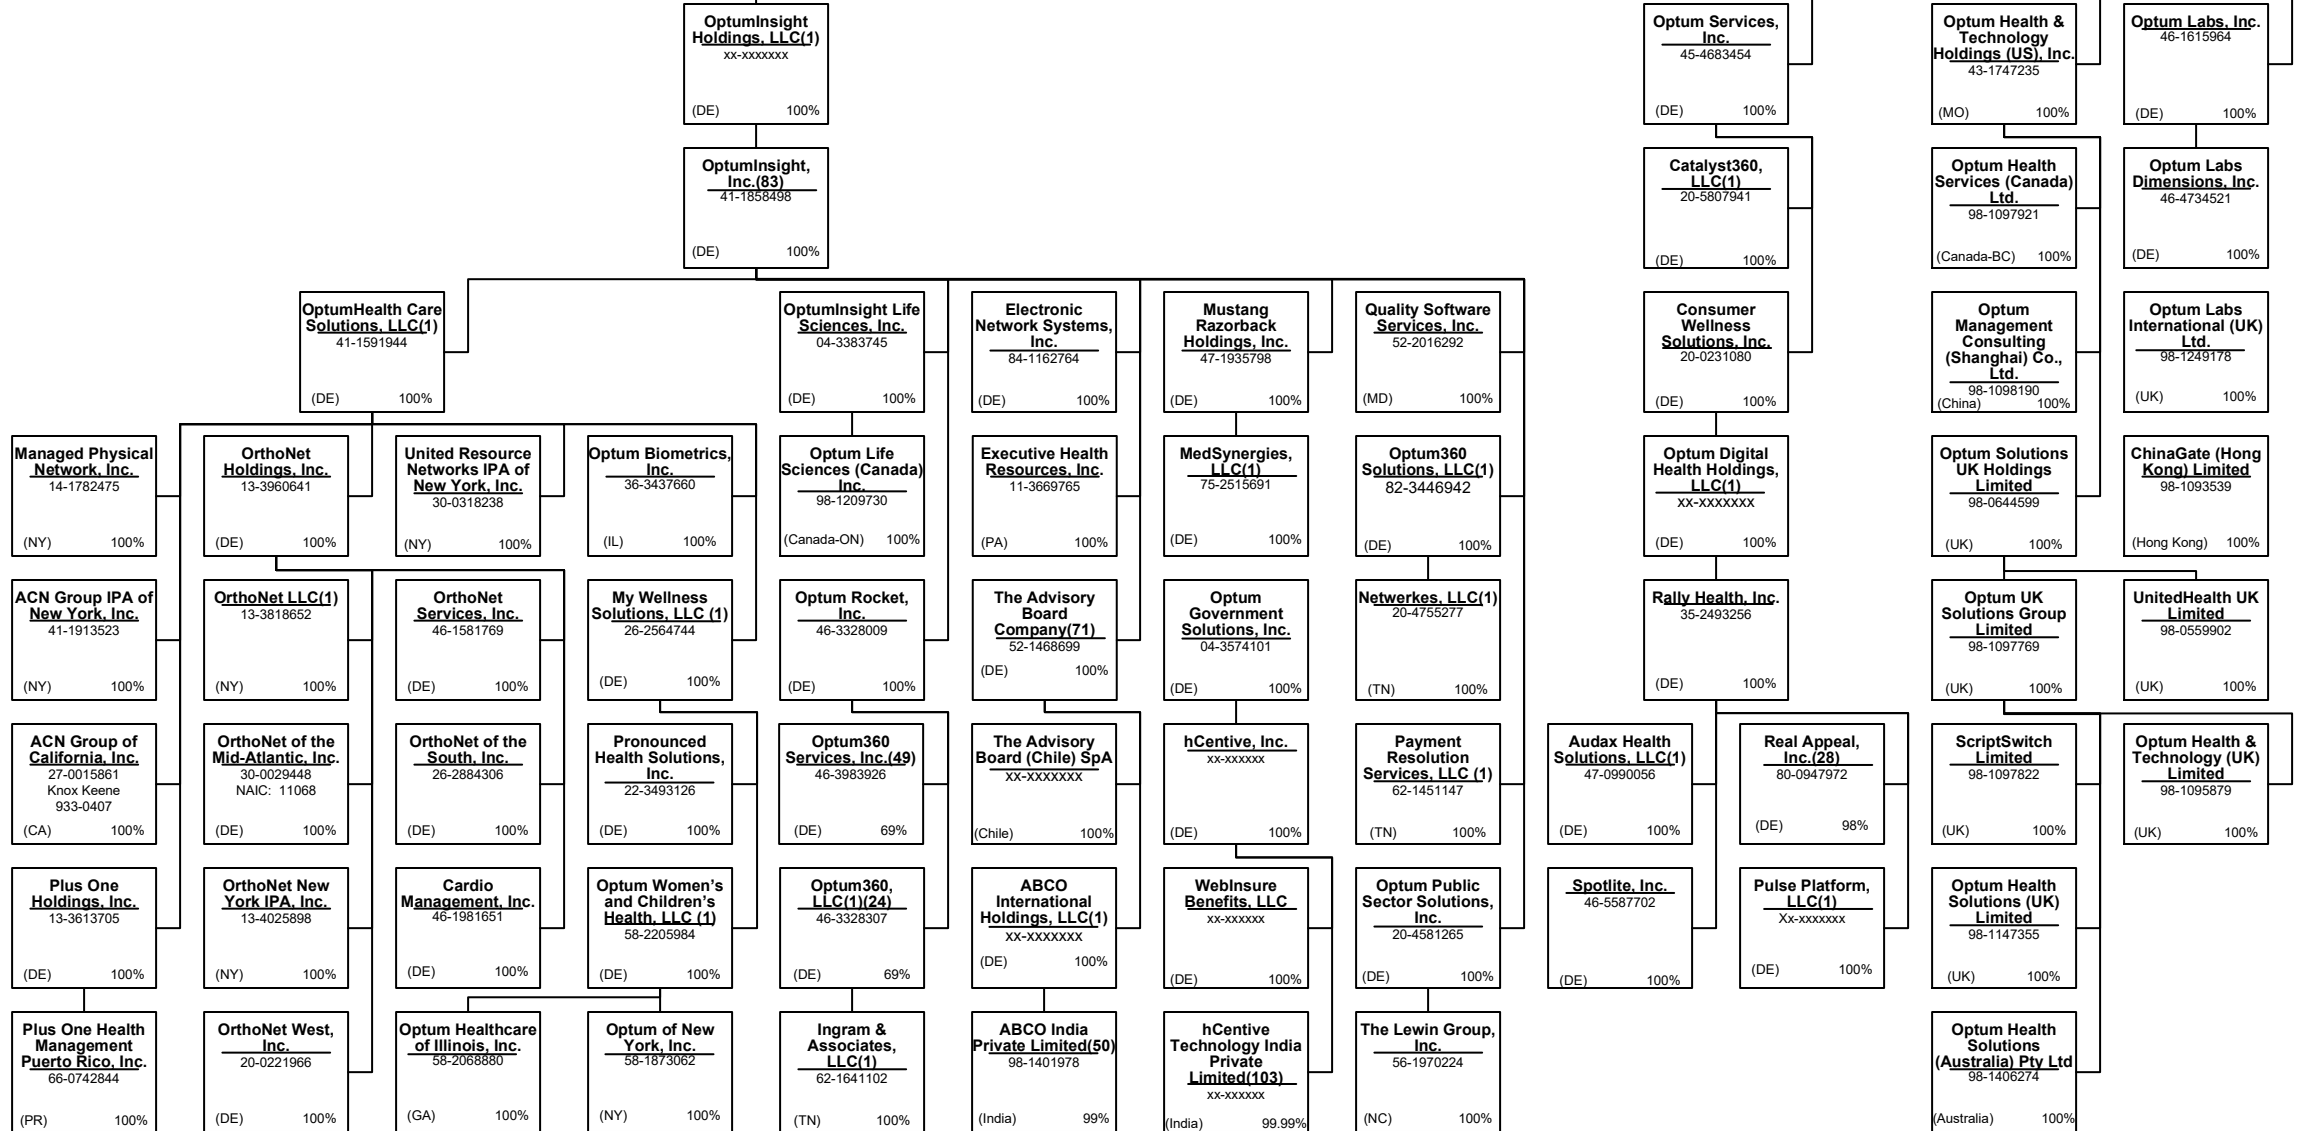 OptumInsight
Holdings, LLC(1)
xx-xxxxxxx
(DE) 100%
Optum Services,
Inc.
45-4683454
(DE) 100%
Optum Health &
Technology
Holdings (US), Inc.
43-1747235
(MO) 100%
Optum Labs, Inc.
46-1615964
(DE) 100%
OptumInsight,
Inc.(83)
41-1858498
(DE) 100%
Catalyst360,
LLC(1)
20-5807941
(DE) 100%
Optum Health
Services (Canada)
Ltd.
98-1097921
(Canada-BC) 100%
Optum Labs
Dimensions, Inc.
46-4734521
(DE) 100%
OptumHealth Care
Solutions, LLC(1)
41-1591944
(DE) 100%
OptumInsight Life
Sciences, Inc.
04-3383745
(DE) 100%
Electronic
Network Systems,
Inc.
84-1162764
(DE) 100%
Mustang
Razorback
Holdings, Inc.
47-1935798
(DE) 100%
Quality Software
Services, Inc.
52-2016292
(MD) 100%
Consumer
Wellness
Solutions, Inc.
20-0231080
(DE) 100%
Optum
Management
Consulting
(Shanghai) Co.,
Ltd.
98-1098190
(China) 100%
Optum Labs
International (UK)
Ltd.
98-1249178
(UK) 100%
Managed Physical
Network, Inc.
14-1782475
(NY) 100%
OrthoNet
Holdings, Inc.
13-3960641
(DE) 100%
United Resource
Networks IPA of
New York, Inc.
30-0318238
(NY) 100%
Optum Biometrics,
Inc.
36-3437660
(IL) 100%
Optum Life
Sciences (Canada)
Inc.
98-1209730
(Canada-ON) 100%
Executive Health
Resources, Inc.
11-3669765
(PA) 100%
MedSynergies,
LLC(1)
75-2515691
(DE) 100%
Optum360
Solutions, LLC(1)
82-3446942
(DE) 100%
Optum Digital
Health Holdings,
LLC(1)
xx-xxxxxxx
(DE) 100%
Optum Solutions
UK Holdings
Limited
98-0644599
(UK) 100%
ChinaGate (Hong
Kong) Limited
98-1093539
(Hong Kong) 100%
ACN Group IPA of
New York, Inc.
41-1913523
(NY) 100%
OrthoNet LLC(1)
13-3818652
(NY) 100%
OrthoNet
Services, Inc.
46-1581769
(DE) 100%
My Wellness
Solutions, LLC (1)
26-2564744
(DE) 100%
Optum Rocket,
Inc.
46-3328009
(DE) 100%
The Advisory
Board
Company(71)
52-1468699
(DE) 100%
Optum
Government
Solutions, Inc.
04-3574101
(DE) 100%
Netwerkes, LLC(1)
20-4755277
(TN) 100%
Rally Health, Inc.
35-2493256
(DE) 100%
Optum UK
Solutions Group
Limited
98-1097769
(UK) 100%
UnitedHealth UK
Limited
98-0559902
(UK) 100%
ACN Group of
California, Inc.
27-0015861
Knox Keene
933-0407
(CA) 100%
OrthoNet of the
Mid-Atlantic, Inc.
30-0029448
NAIC: 11068
(DE) 100%
OrthoNet of the
South, Inc.
26-2884306
(DE) 100%
Pronounced
Health Solutions,
Inc.
22-3493126
(DE) 100%
Optum360
Services, Inc.(49)
46-3983926
(DE) 69%
The Advisory
Board (Chile) SpA
xx-xxxxxxx
(Chile) 100%
hCentive, Inc.
xx-xxxxxx
(DE) 100%
Payment
Resolution
Services, LLC (1)
62-1451147
(TN) 100%
Audax Health
Solutions, LLC(1)
47-0990056
(DE) 100%
Real Appeal,
Inc.(28)
80-0947972
(DE) 98%
ScriptSwitch
Limited
98-1097822
(UK) 100%
Optum Health &
Technology (UK)
Limited
98-1095879
(UK) 100%
Plus One
Holdings, Inc.
13-3613705
(DE) 100%
OrthoNet New
York IPA, Inc.
13-4025898
(NY) 100%
Cardio
Management, Inc.
46-1981651
(DE) 100%
Optum Women's
and Children's
Health, LLC (1)
58-2205984
(DE) 100%
Optum360,
LLC(1)(24)
46-3328307
(DE) 69%
ABCO
International
Holdings, LLC(1)
xx-xxxxxxx
(DE) 100%
WebInsure
Benefits, LLC
xx-xxxxxx
(DE) 100%
Optum Public
Sector Solutions,
Inc.
20-4581265
(DE) 100%
Spotlite, Inc.
46-5587702
(DE) 100%
Pulse Platform,
LLC(1)
Xx-xxxxxxx
(DE) 100%
Optum Health
Solutions (UK)
Limited
98-1147355
(UK) 100%
Plus One Health
Management
Puerto Rico, Inc.
66-0742844
(PR) 100%
OrthoNet West,
Inc.
20-0221966
(DE) 100%
Optum Healthcare
of Illinois, Inc.
58-2068880
(GA) 100%
Optum of New
York, Inc.
58-1873062
(NY) 100%
Ingram &
Associates,
LLC(1)
62-1641102
(TN) 100%
ABCO India
Private Limited(50)
98-1401978
(India) 99%
hCentive
Technology India
Private
Limited(103)
xx-xxxxxx
(India) 99.99%
The Lewin Group,
Inc.
56-1970224
(NC) 100%
Optum Health
Solutions
(Australia) Pty Ltd
98-1406274
(Australia) 100%